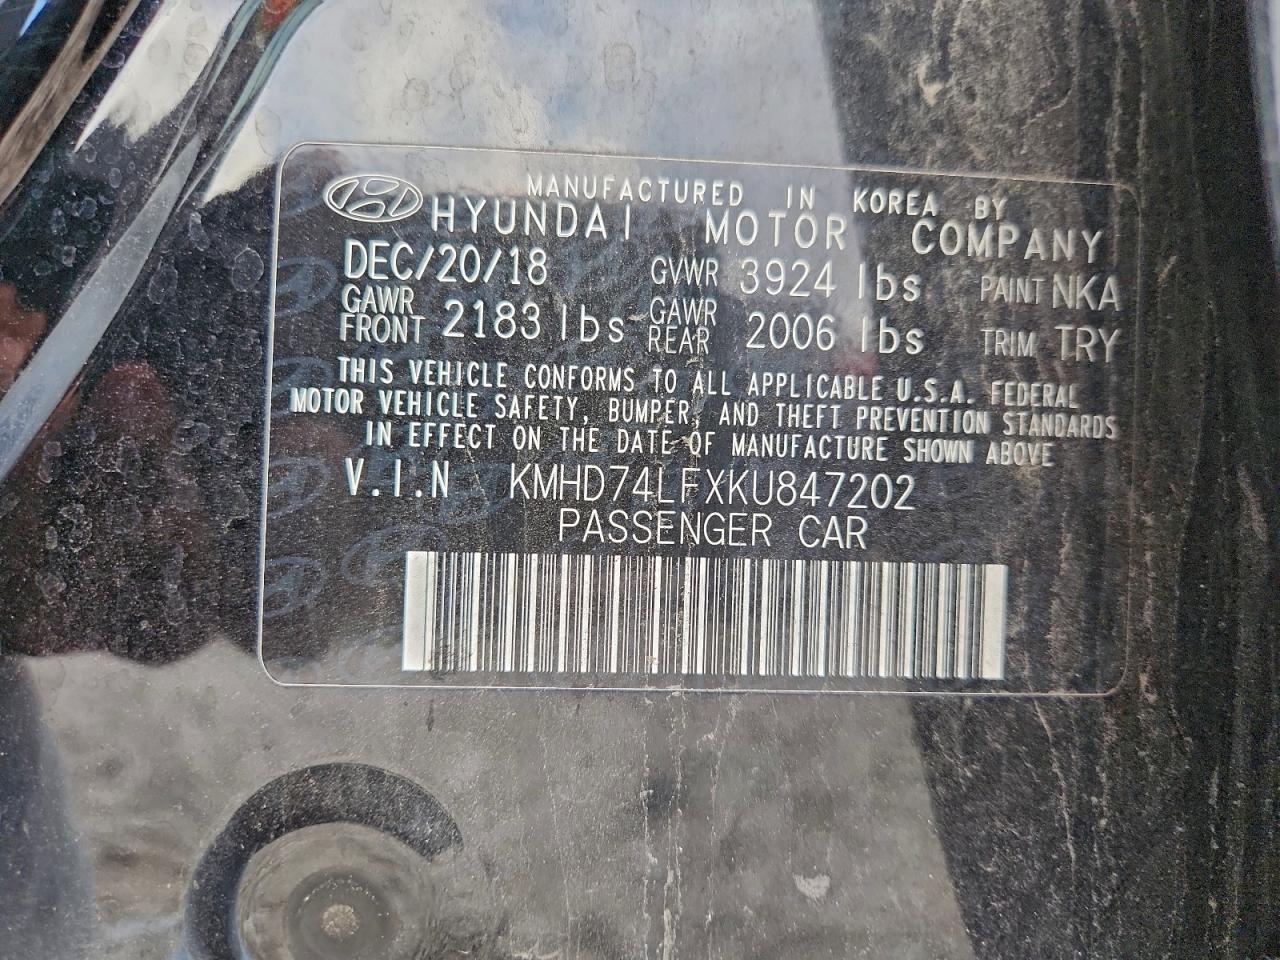 MANUFACTURED IN KOREA BY
HYUNDAI MOTOR COMPANY
DEC/20/18 GVWR 3924 lbs PAINT NKA
GAWR FRONT 2183 lbs GAWR REAR 2006 lbs TRIM TRY
THIS VEHICLE CONFORMS TO ALL APPLICABLE U.S.A. FEDERAL
MOTOR VEHICLE SAFETY, BUMPER, AND THEFT PREVENTION STANDARDS
IN EFFECT ON THE DATE OF MANUFACTURE SHOWN ABOVE
V.I.N KMHD74LFXKU847202
PASSENGER CAR